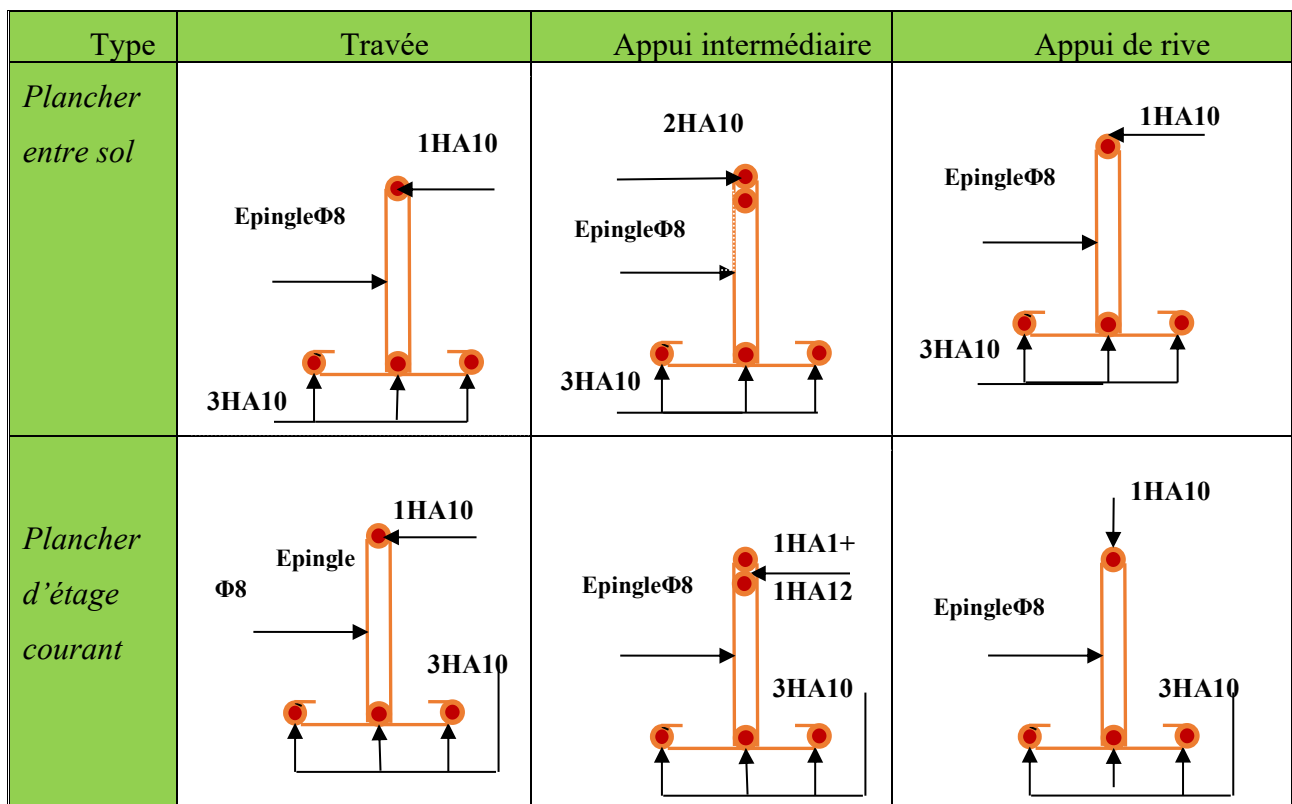 Type
Travée
Appui intermédiaire
Appui de rive
Plancher
entre sol
1HA10
EpingleΦ8
3HA10
2HA10
EpingleΦ8
3HA10
1HA10
EpingleΦ8
3HA10
Plancher
d’étage
courant
1HA10
Epingle
Φ8
3HA10
1HA1+
EpingleΦ8
1HA12
3HA10
1HA10
EpingleΦ8
3HA10